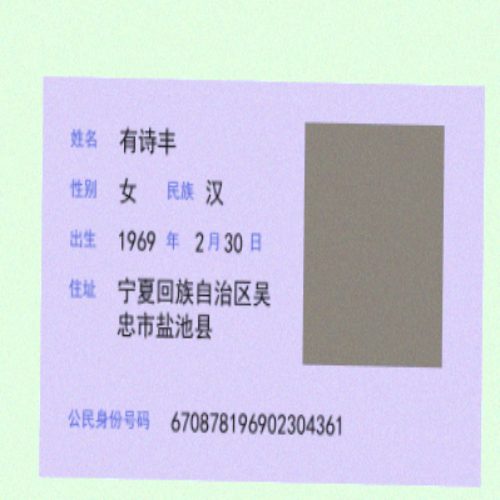 姓名 有诗丰
性别 女 民族 汉
出生 1969 年 2 月 30 日
住址 宁夏回族自治区吴
忠市盐池县
公民身份号码 670878196902304361